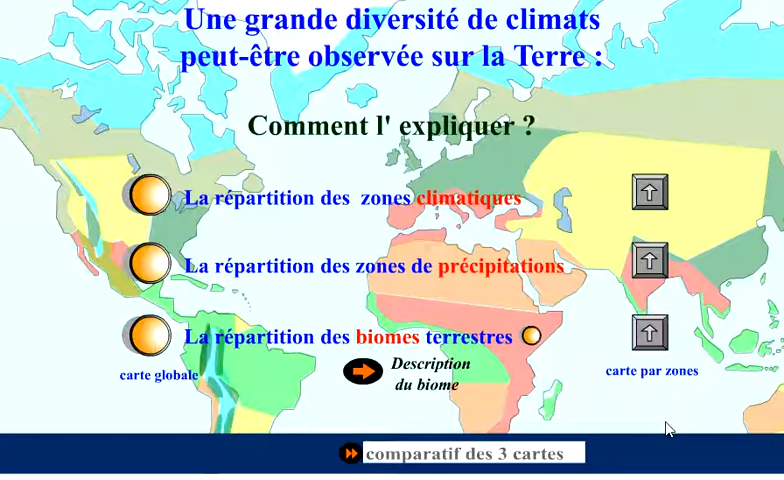 Une grande diversité de climats
peut-être observée sur la Terre :
Comment l' expliquer ?
La répartition des zones climatiques
La répartition des zones de précipitations
La répartition des biomes terrestres
carte globale
Description
du biome
carte par zones
comparatif des 3 cartes